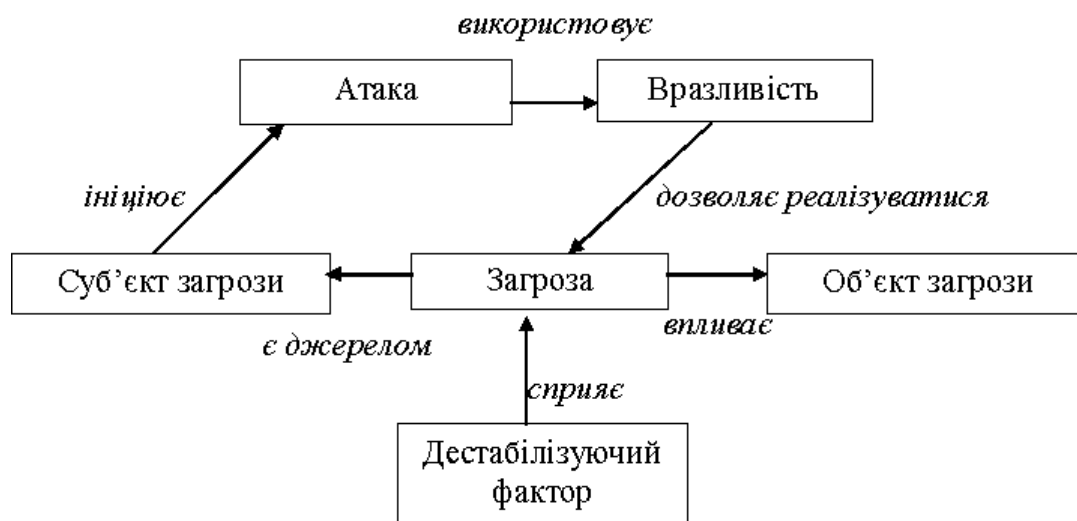 використовує
Атака
Вразливість
ініціює
дозволяє реалізуватися
Суб’єкт загрози
Загроза
Об’єкт загрози
є джерелом
впливає
сприяє
Дестабілізуючий
фактор